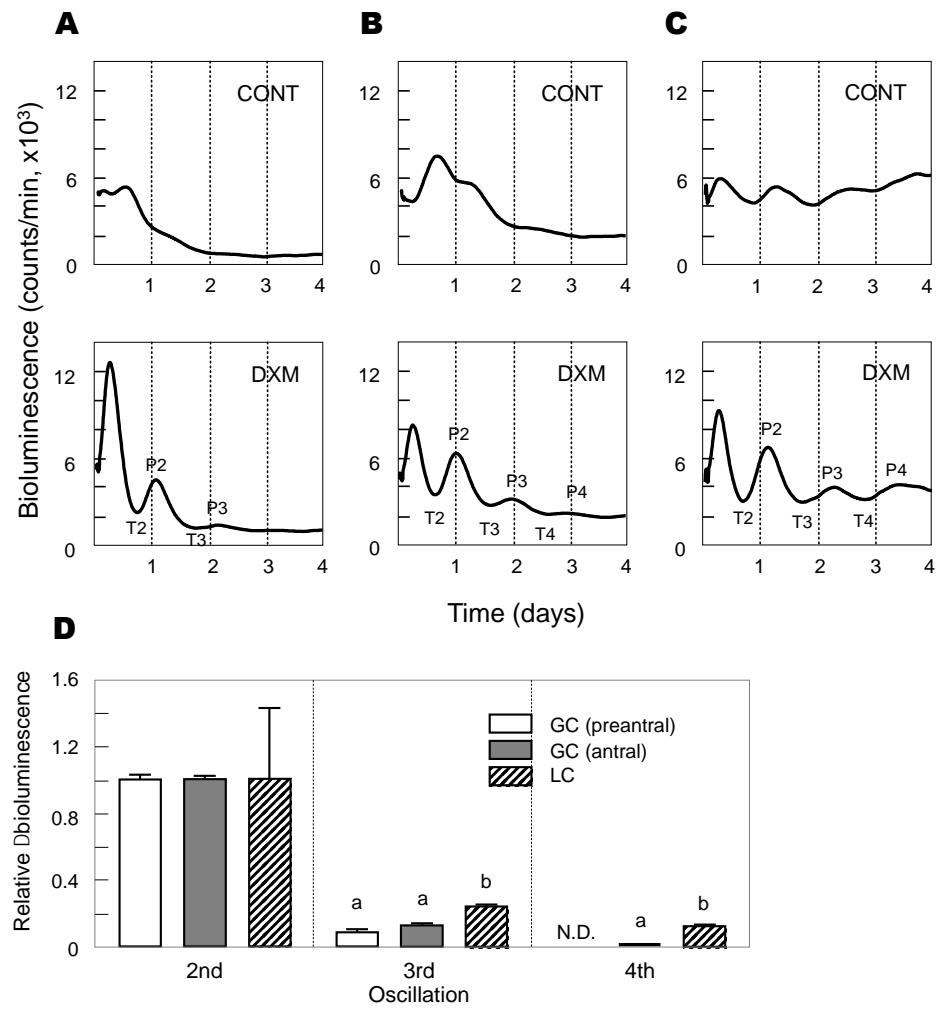 A B C
Bioluminescence (counts/min, x10³)
12 CONT 12 CONT 12 CONT
6 6 6
0 0 0
1 2 3 4 1 2 3 4 1 2 3 4
12 DXM 12 DXM 12 DXM
P2 P2 P2
6 P3 6 P3 P4 6 P3 P4
T2 T3 T2 T3 T4 T2 T3 T4
0 0 0
1 2 3 4 1 2 3 4 1 2 3 4
Time (days)
D
Relative Dbioluminescence
1.6
GC (preantral)
1.2 GC (antral)
LC
0.8
0.4
a a b N.D. a b
0
2nd 3rd 4th
Oscillation